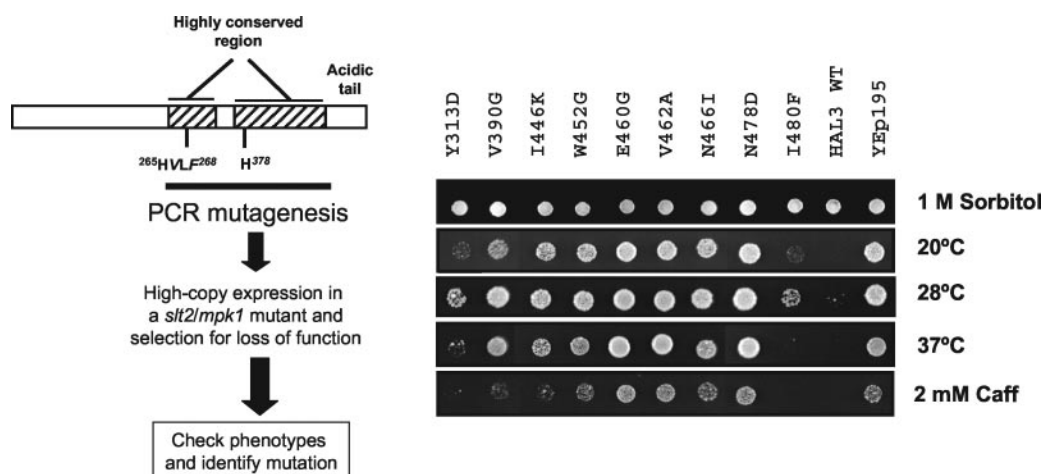 Highly conserved
region
Acidic
tail
265HVLF268
H378
PCR mutagenesis
High-copy expression in
a slt2/mpk1 mutant and
selection for loss of
function
Check phenotypes
and identify mutation
Y313D
V390G
I446K
W452G
E460G
V462A
N466I
N478D
I480F
HAL3 WT
YEp195
1 M Sorbitol
20ºC
28ºC
37ºC
2 mM Caff